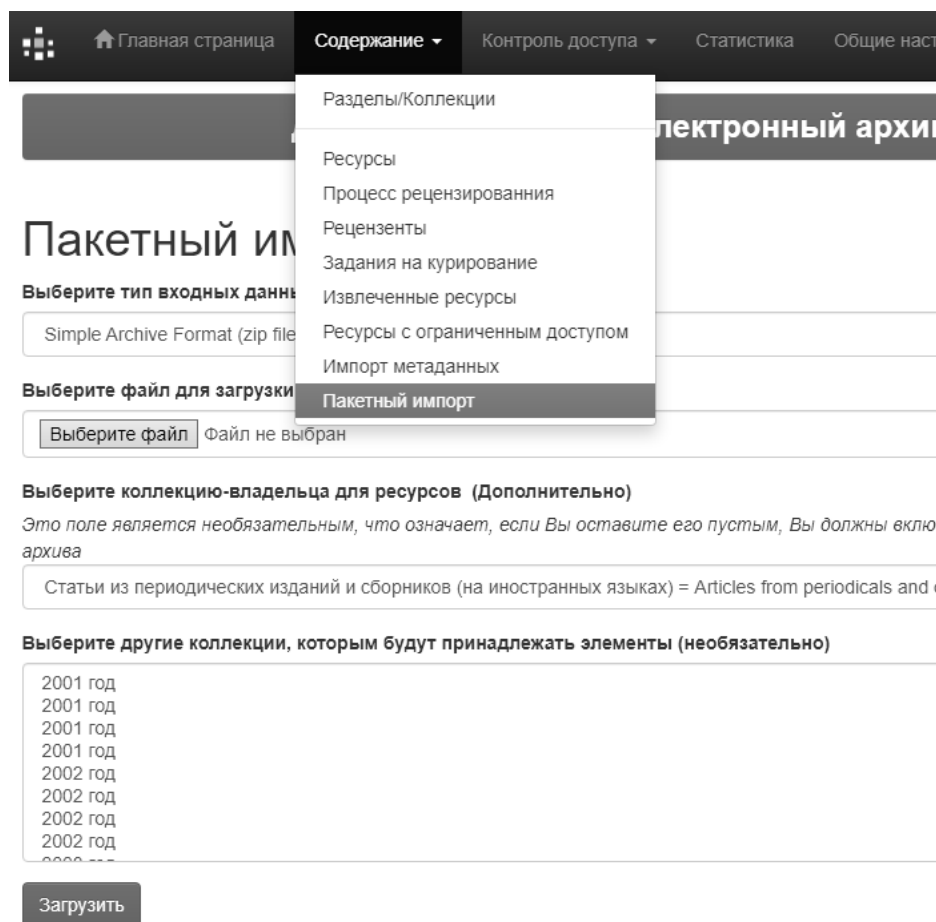 Главная страница Содержание Контроль доступа Статистика Общие наст
Разделы/Коллекции
лектронный архи
Ресурсы
Процесс рецензированния
Рецензенты
Задания на курирование
Извлеченные ресурсы
Ресурсы с ограниченным доступом
Импорт метаданных
Пакетный импорт
Пакетный им
Выберите тип входных данны
Simple Archive Format (zip file
Выберите файл для загрузки
Выберите файл Файл не выбран
Выберите коллекцию-владельца для ресурсов (Дополнительно)
Это поле является необязательным, что означает, если Вы оставите его пустым, Вы должны вклю
архива
Статьи из периодических изданий и сборников (на иностранных языках) = Articles from periodicals and
Выберите другие коллекции, которым будут принадлежать элементы (необязательно)
2001 год
2001 год
2001 год
2001 год
2002 год
2002 год
2002 год
2002 год
Загрузить